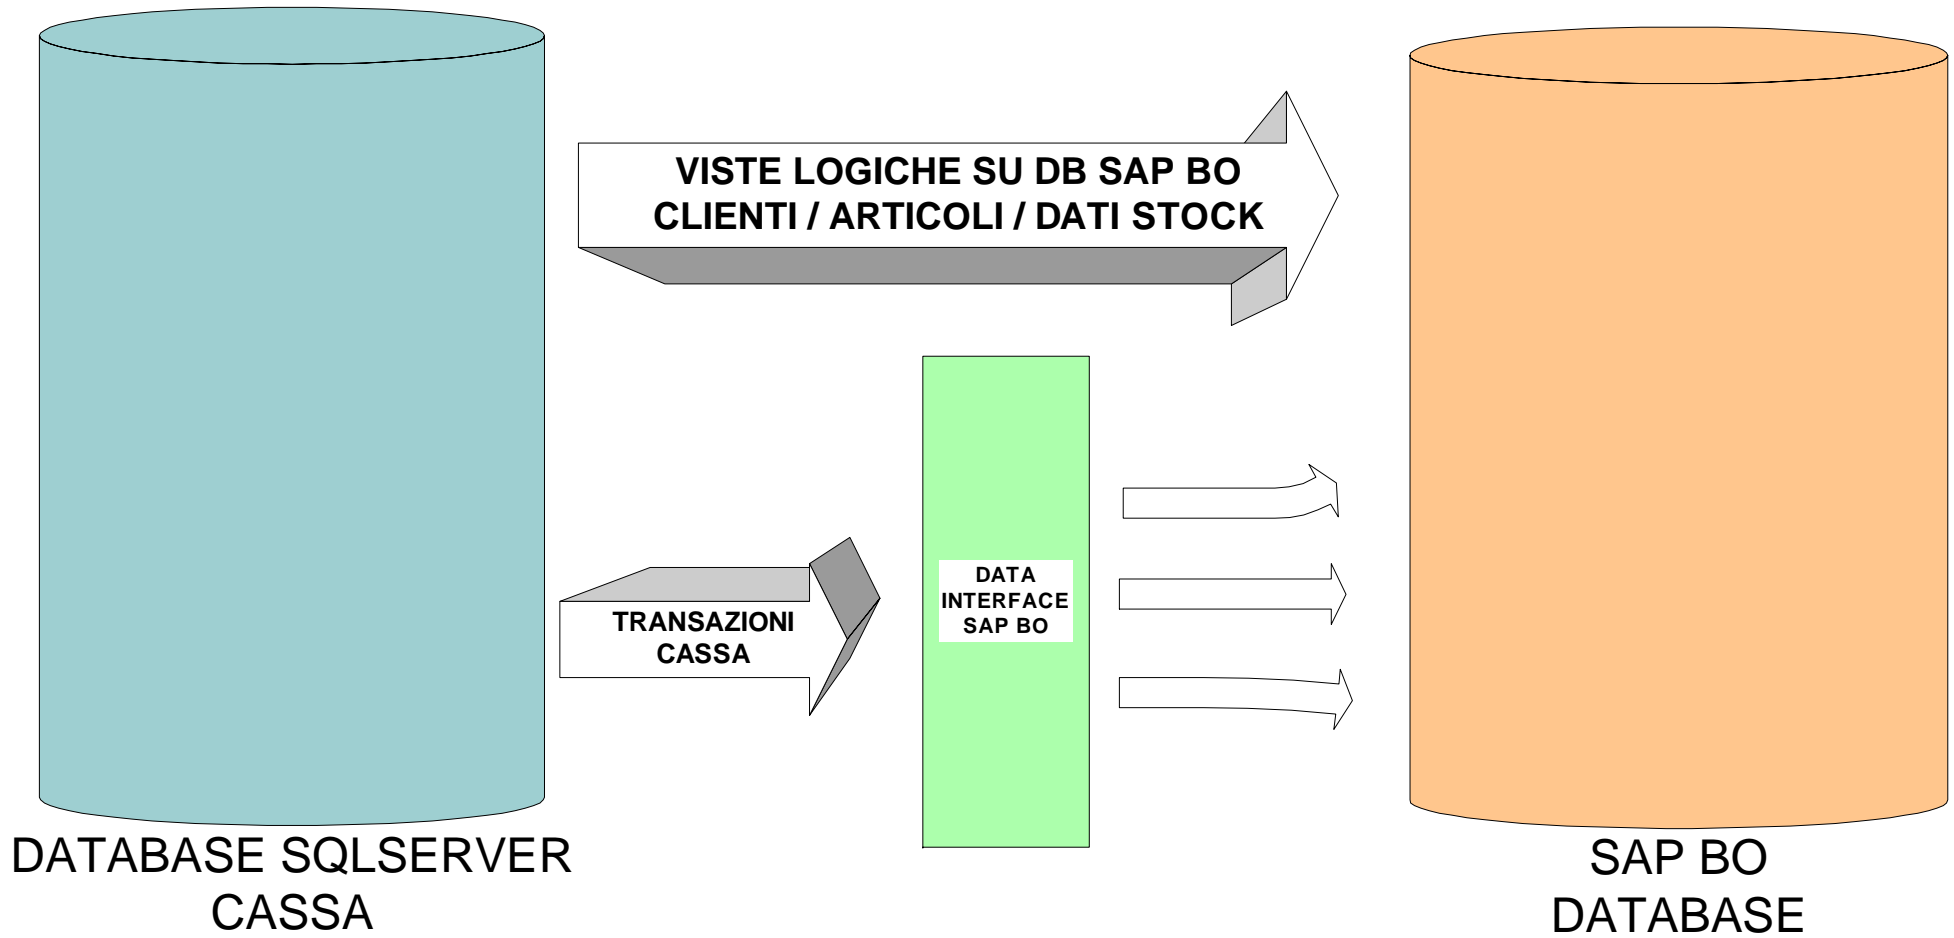 VISTE LOGICHE SU DB SAP BO
CLIENTI / ARTICOLI / DATI STOCK
TRANSAZIONI
CASSA
DATA
INTERFACE
SAP BO
DATABASE SQLSERVER
CASSA
SAP BO
DATABASE